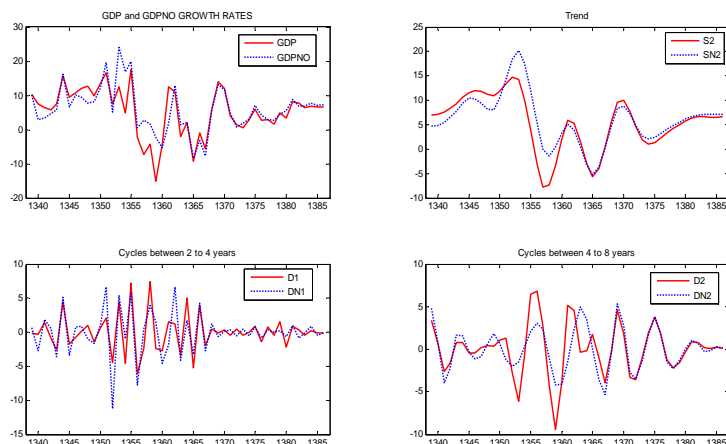 GDP and GDPNO GROWTH RATES
30
20
10
0
-10
-20
1340 1345 1350 1355 1360 1365 1370 1375 1380 1385
GDP
GDPNO
Trend
25
20
15
10
5
0
-5
-10
1340 1345 1350 1355 1360 1365 1370 1375 1380 1385
S2
SN2
Cycles between 2 to 4 years
10
5
0
-5
-10
-15
1340 1345 1350 1355 1360 1365 1370 1375 1380 1385
D1
DN1
Cycles between 4 to 8 years
10
5
0
-5
-10
1340 1345 1350 1355 1360 1365 1370 1375 1380 1385
D2
DN2